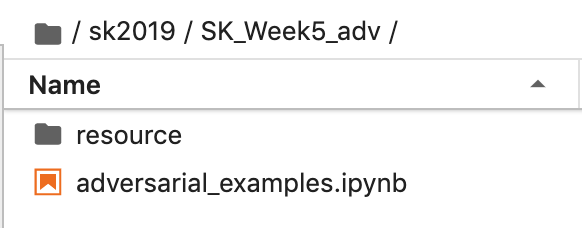 / sk2019 / SK_Week5_adv /
Name
resource
adversarial_examples.ipynb